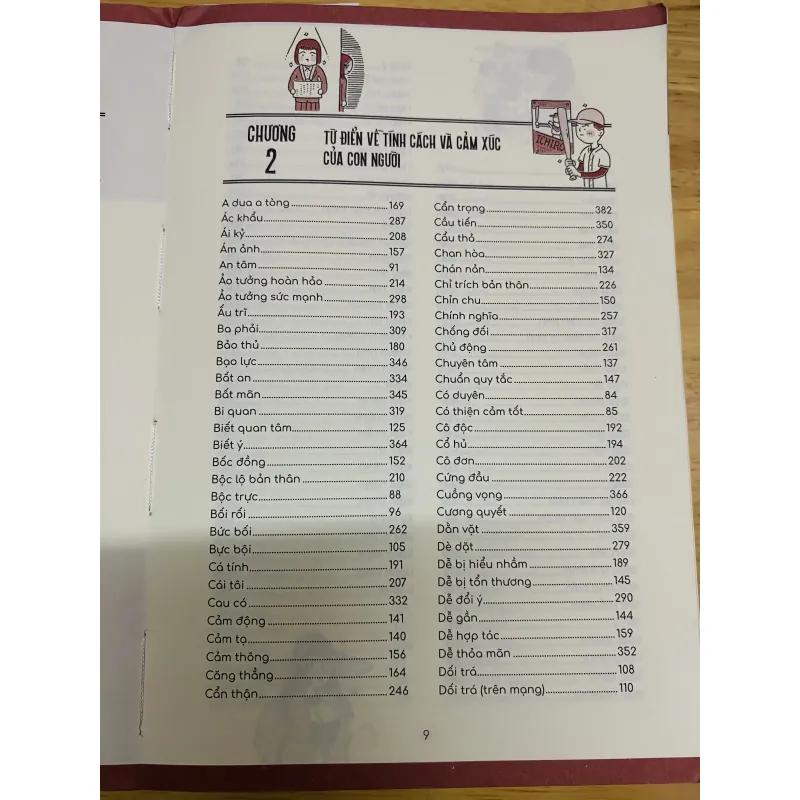 CHƯƠNG
2
TỪ ĐIỂN VỀ TÍNH CÁCH VÀ CẢM XÚC
CỦA CON NGƯỜI
ICHIRO
A dua a tòng 169
Ác khẩu 287
Ái kỷ 208
Ám ảnh 157
An tâm 91
Ảo tưởng hoàn hảo 214
Ảo tưởng sức mạnh 298
Ấu trĩ 193
Ba phải 309
Bảo thủ 180
Bạo lực 346
Bất an 334
Bất mãn 345
Bi quan 319
Biết quan tâm 125
Biết ý 364
Bốc đồng 152
Bộc lộ bản thân 210
Bộc trực 88
Bối rối 96
Bức bối 262
Bực bội 105
Cá tính 191
Cái tôi 207
Cau có 332
Cảm động 141
Cảm tạ 140
Cảm thông 156
Căng thẳng 164
Cẩn thận 246
Cẩn trọng 382
Cầu tiến 350
Cẩu thả 274
Chan hòa 327
Chán nản 134
Chỉ trích bản thân 226
Chỉn chu 150
Chính nghĩa 257
Chống đối 317
Chủ động 261
Chuyên tâm 137
Chuẩn quy tắc 147
Có duyên 84
Có thiện cảm tốt 85
Cô độc 192
Cổ hủ 194
Cô đơn 202
Cứng đầu 222
Cuồng vọng 366
Cương quyết 120
Dằn vặt 359
Dè dặt 279
Dễ bị hiểu nhầm 189
Dễ bị tổn thương 145
Dễ đổi ý 290
Dễ gần 144
Dễ hợp tác 159
Dễ thỏa mãn 352
Dối trá 108
Dối trá (trên mạng) 110
9